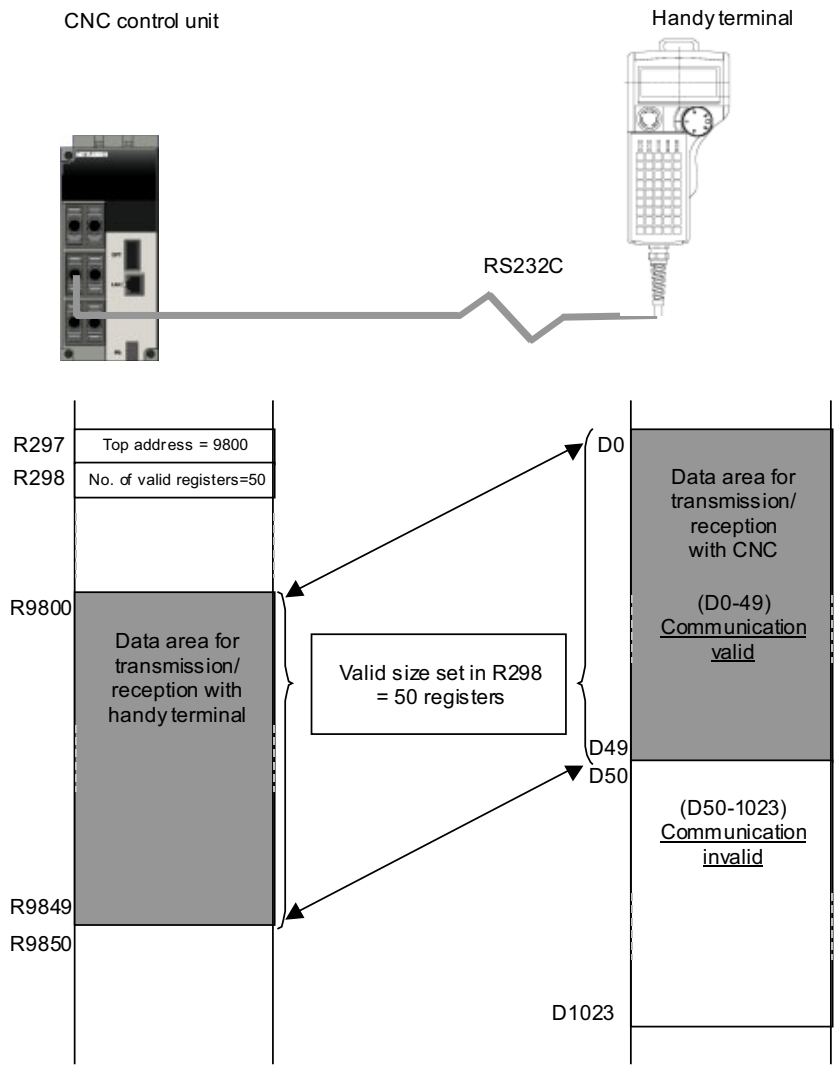 CNC control unit
Handy terminal
RS232C
R297
Top address = 9800
R298
No. of valid registers=50
R9800
Data area for
transmission/
reception with
handy terminal
R9849
R9850
Valid size set in R298
= 50 registers
D0
Data area for
transmission/
reception
with CNC
(D0-49)
Communication
valid
D49
D50
(D50-1023)
Communication
invalid
D1023